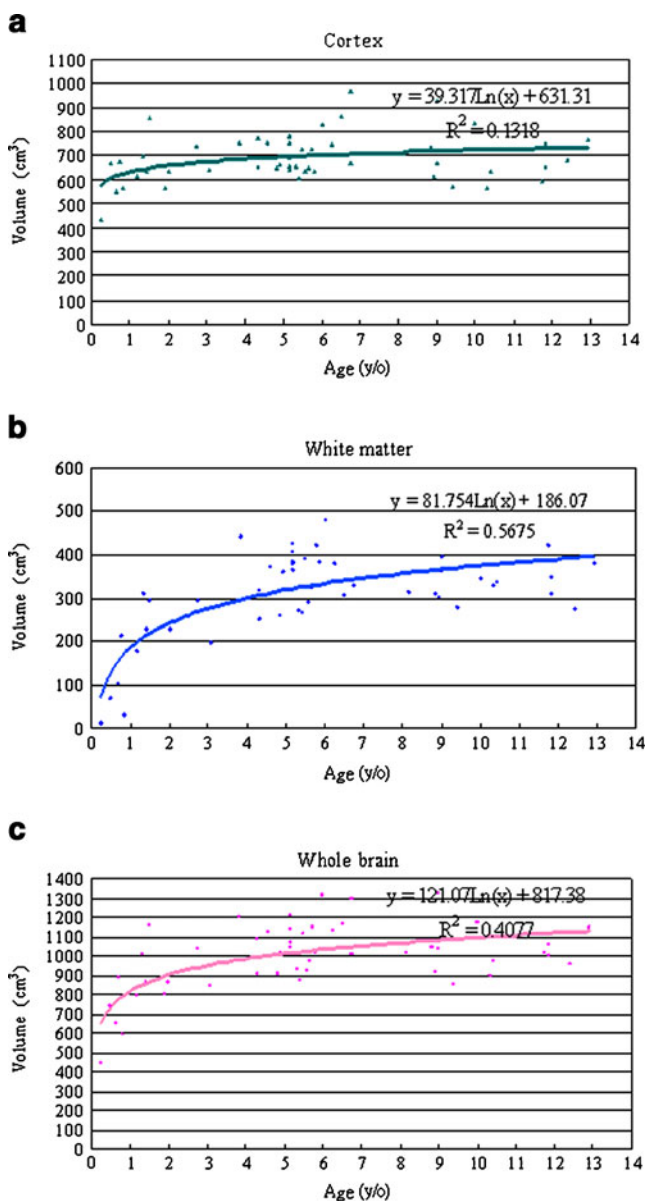 a
Cortex
1100
1000
900
800
700
600
500
400
300
200
100
0
y = 39.317Ln(x) + 631.31
R² = 0.1318
Volume (cm³)
0 1 2 3 4 5 6 7 8 9 10 11 12 13 14
Age (y/o)
b
White matter
600
500
400
300
200
100
0
y = 81.754Ln(x) + 186.07
R² = 0.5675
Volume (cm³)
0 1 2 3 4 5 6 7 8 9 10 11 12 13 14
Age (y/o)
c
Whole brain
1400
1300
1200
1100
1000
900
800
700
600
500
400
300
200
100
0
y = 121.07Ln(x) + 817.38
R² = 0.4077
Volume (cm³)
0 1 2 3 4 5 6 7 8 9 10 11 12 13 14
Age (y/o)